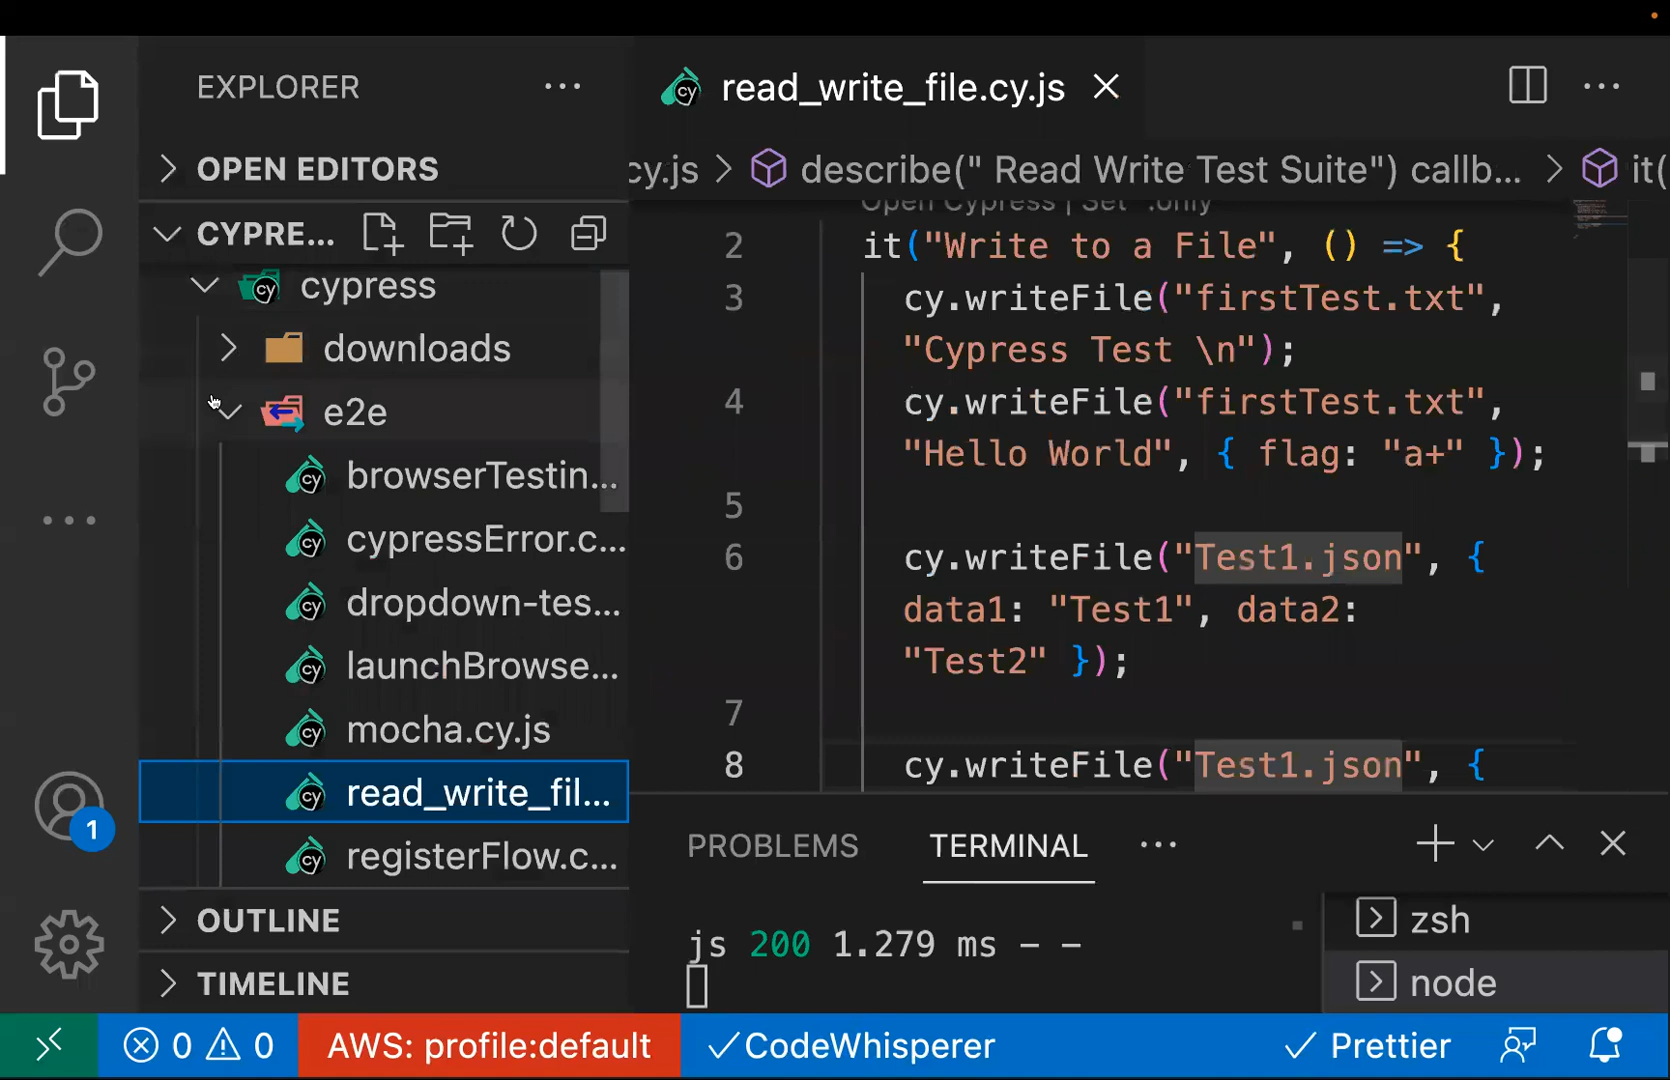 EXPLORER
OPEN EDITORS
CYPRE...
cypress
downloads
e2e
browserTestin...
cypressError.c...
dropdown-tes...
launchBrowse...
mocha.cy.js
read_write_fil...
registerFlow.c...
OUTLINE
TIMELINE
1
read_write_file.cy.js
cy.js > describe(" Read Write Test Suite") callb... > it(
Open Cypress | Set ".only"
2 it("Write to a File", () => {
3 cy.writeFile("firstTest.txt",
"Cypress Test \n");
4 cy.writeFile("firstTest.txt",
"Hello World", { flag: "a+" });
5
6 cy.writeFile("Test1.json", {
data1: "Test1", data2:
"Test2" });
7
8 cy.writeFile("Test1.json", {
PROBLEMS TERMINAL
js 200 1.279 ms - -
zsh
node
0 0 AWS: profile:default CodeWhisperer Prettier